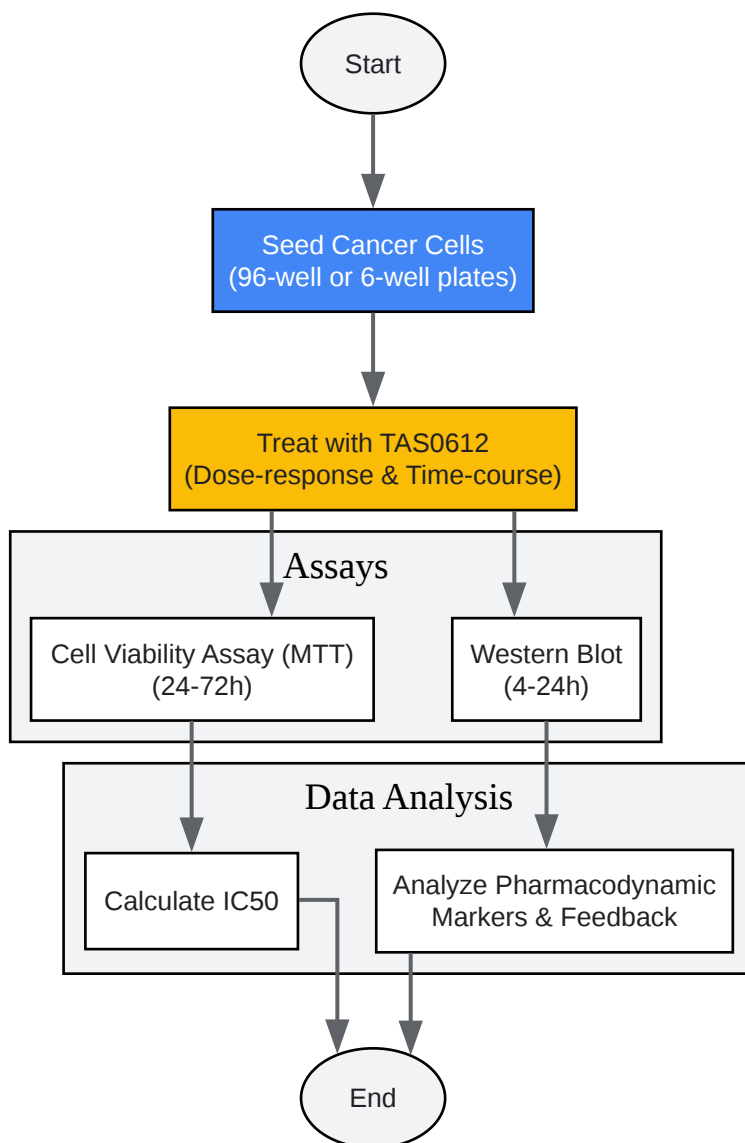 Start
Seed Cancer Cells
(96-well or 6-well plates)
Treat with TAS0612
(Dose-response & Time-course)
Assays
Cell Viability Assay (MTT)
(24-72h)
Western Blot
(4-24h)
Data Analysis
Calculate IC50
Analyze Pharmacodynamic
Markers & Feedback
End